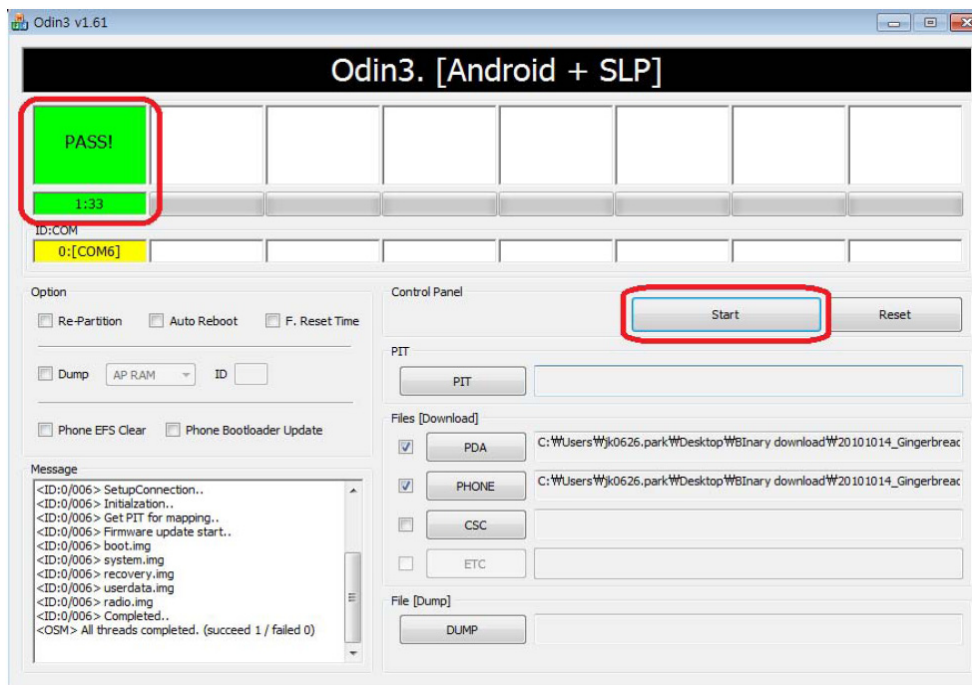 Odin3 v1.61
Odin3. [Android + SLP]
PASS!
1:33
ID:COM
0:[COM6]
Option
Re-Partition
Auto Reboot
F. Reset Time
Dump
AP RAM
ID
Phone EFS Clear
Phone Bootloader Update
Message
<ID:0/006> SetupConnection..
<ID:0/006> Initialzation..
<ID:0/006> Get PIT for mapping..
<ID:0/006> Firmware update start..
<ID:0/006> boot.img
<ID:0/006> system.img
<ID:0/006> recovery.img
<ID:0/006> userdata.img
<ID:0/006> radio.img
<ID:0/006> Completed..
<OSM> All threads completed. (succeed 1 / failed 0)
Control Panel
Start
Reset
PIT
PIT
Files [Download]
PDA
C:₩Users₩jk0626.park₩Desktop₩BInary download₩20101014_Gingerbread
PHONE
C:₩Users₩jk0626.park₩Desktop₩BInary download₩20101014_Gingerbread
CSC
ETC
File [Dump]
DUMP